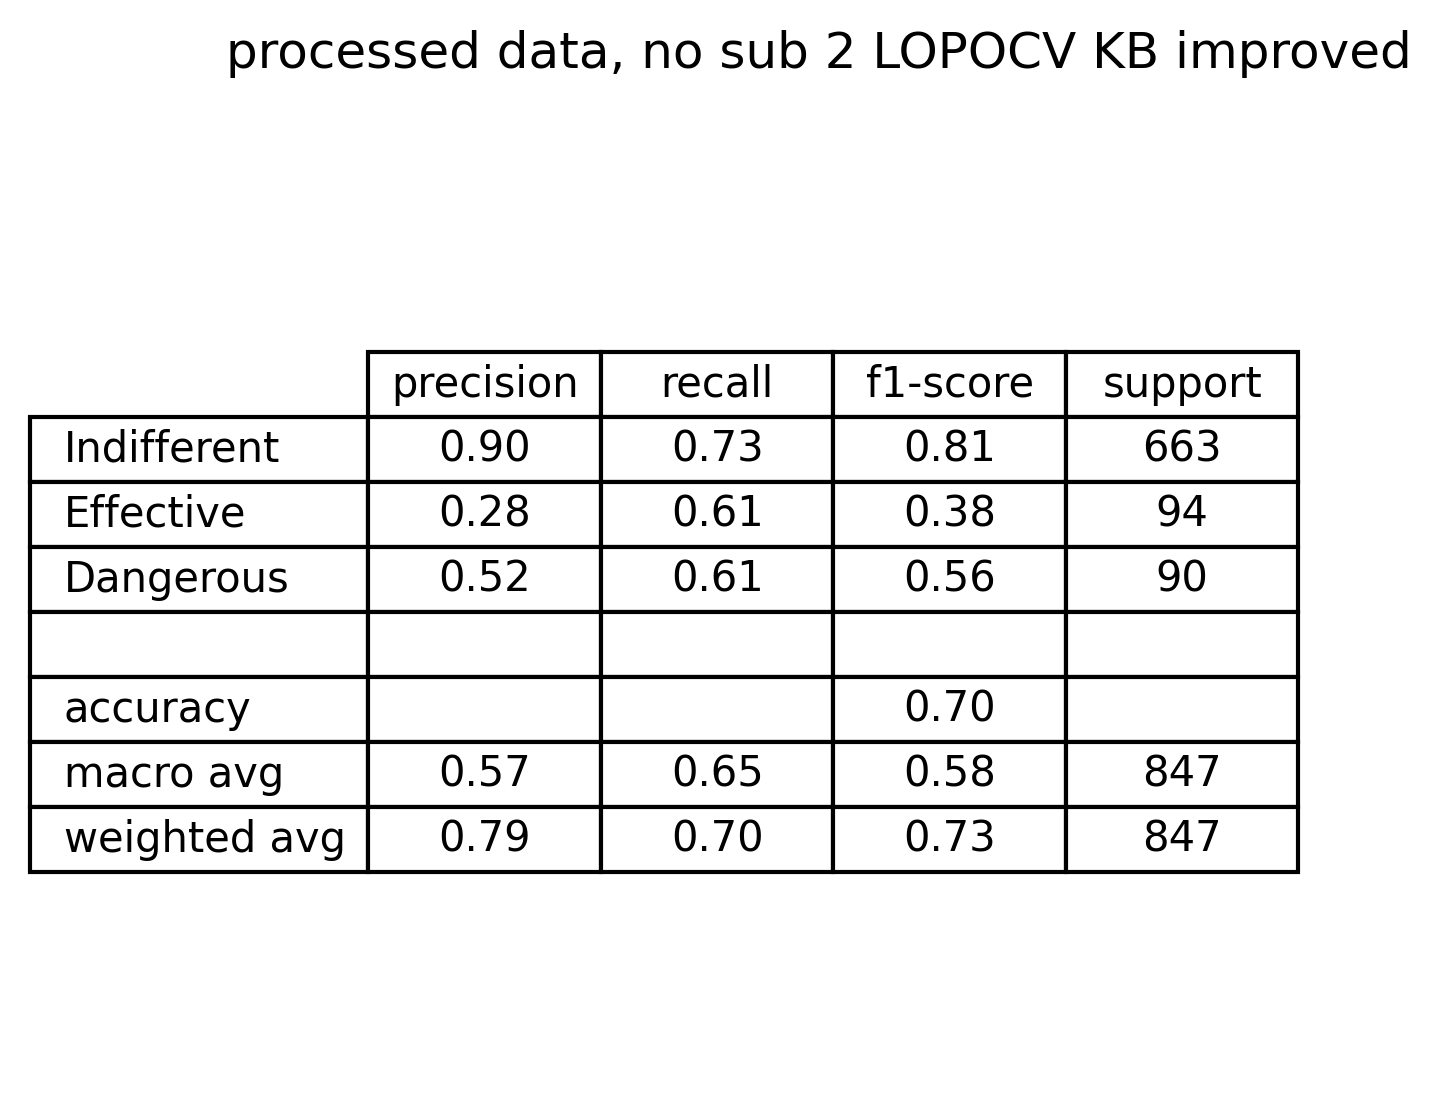 processed data, no sub 2 LOPOCV KB improved
precision recall f1-score support
Indifferent 0.90 0.73 0.81 663
Effective 0.28 0.61 0.38 94
Dangerous 0.52 0.61 0.56 90
accuracy 0.70
macro avg 0.57 0.65 0.58 847
weighted avg 0.79 0.70 0.73 847